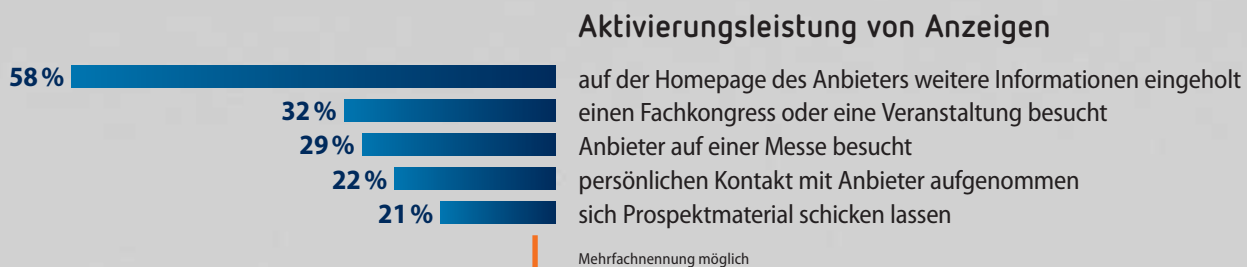 Aktivierungsleistung von Anzeigen
58 % auf der Homepage des Anbieters weitere Informationen eingeholt
32 % einen Fachkongress oder eine Veranstaltung besucht
29 % Anbieter auf einer Messe besucht
22 % persönlichen Kontakt mit Anbieter aufgenommen
21 % sich Prospektmaterial schicken lassen
Mehrfachnennung möglich